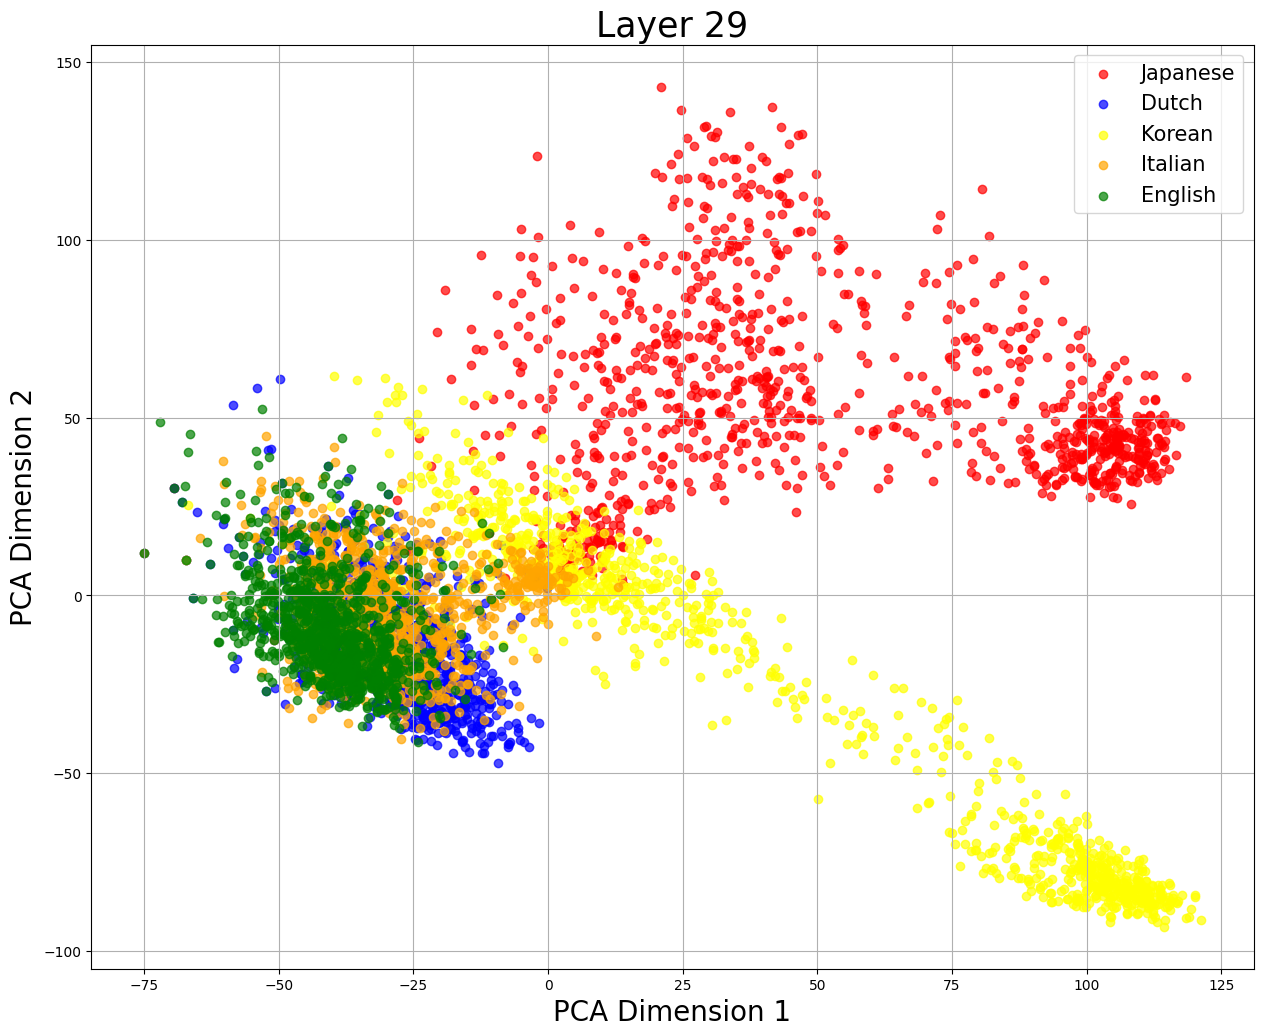 Layer 29
Japanese
Dutch
Korean
Italian
English
PCA Dimension 2
150
100
50
0
−50
−100
−75 −50 −25 0 25 50 75 100 125
PCA Dimension 1